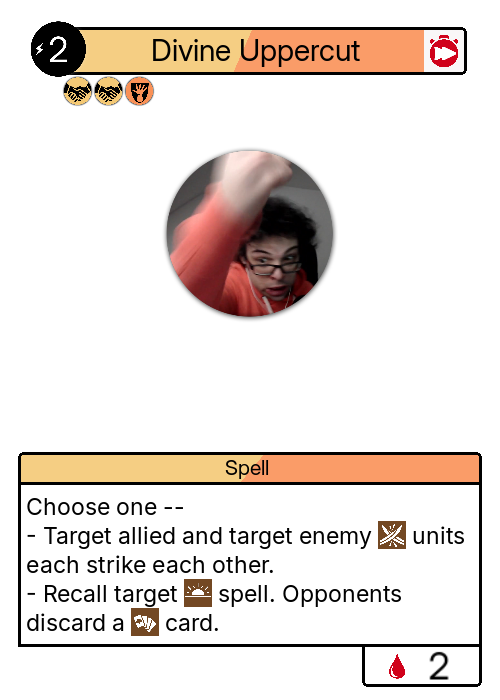 2 Divine Uppercut
Spell
Choose one --
- Target allied and target enemy units
each strike each other.
- Recall target spell. Opponents
discard a card.
2